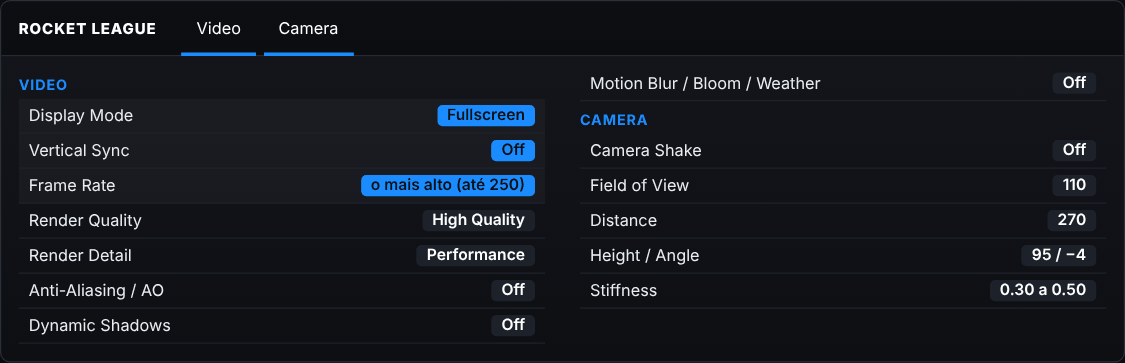 ROCKET LEAGUE Video Camera
VIDEO
Display Mode Fullscreen
Vertical Sync Off
Frame Rate o mais alto (até 250)
Render Quality High Quality
Render Detail Performance
Anti-Aliasing / AO Off
Dynamic Shadows Off
Motion Blur / Bloom / Weather Off
CAMERA
Camera Shake Off
Field of View 110
Distance 270
Height / Angle 95 / −4
Stiffness 0.30 a 0.50